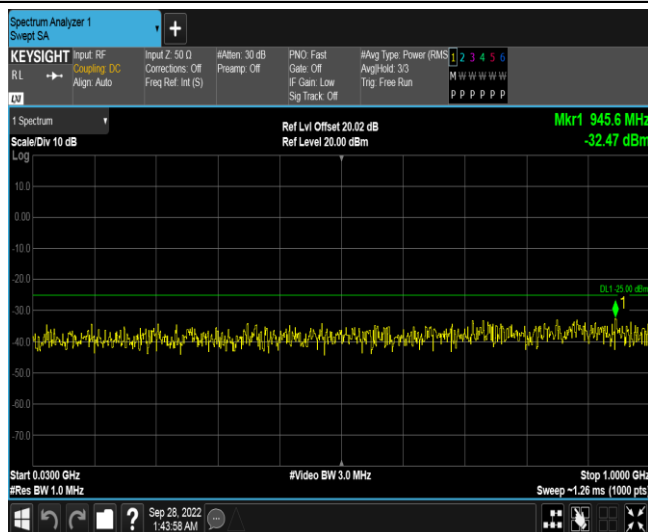 Spectrum Analyzer 1
Swept SA
+
KEYSIGHT Input: RF Input Z: 50 Ω #Atten: 30 dB PNO: Fast #Avg Type: Power (RMS 1 2 3 4 5 6
RL Coupling: DC Corrections: Off Preamp: Off Gate: Off Avg|Hold: 3/3 M W W W W W
Align: Auto Freq Ref: Int (S) IF Gain: Low Trig: Free Run
LXI Sig Track: Off P P P P P P
1 Spectrum Ref Lvl Offset 20.02 dB Mkr1 945.6 MHz
Scale/Div 10 dB Ref Level 20.00 dBm -32.47 dBm
Log
10.0
0.00
-10.0
-20.0
DL1 -25.00 dBm
-30.0 1
-40.0
-50.0
-60.0
-70.0
Start 0.0300 GHz #Video BW 3.0 MHz Stop 1.0000 GHz
#Res BW 1.0 MHz Sweep ~1.26 ms (1000 pts)
? Sep 28, 2022
1:43:58 AM